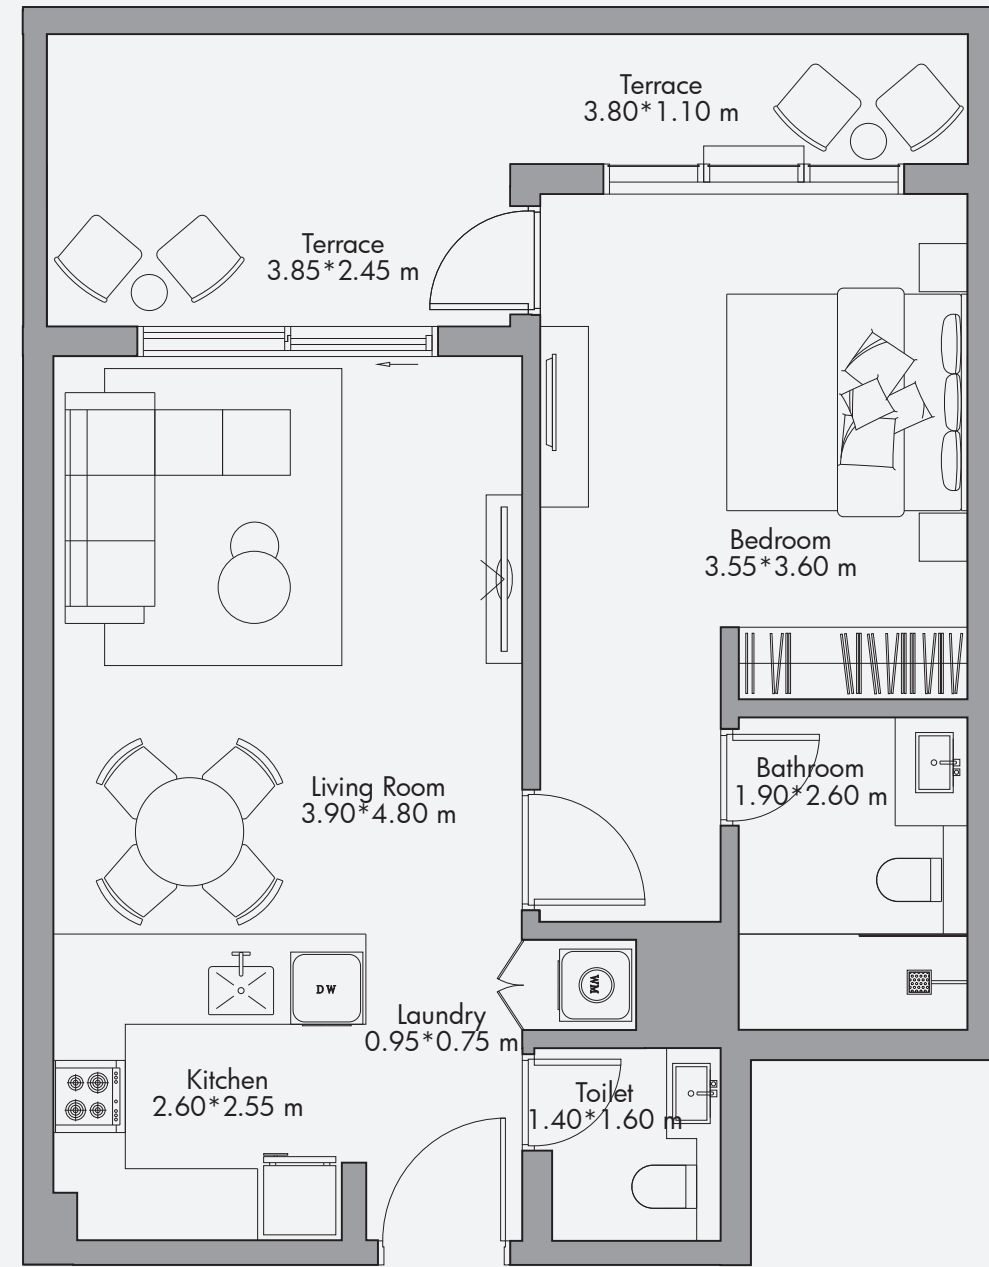 Terrace
3.80*1.10 m
Terrace
3.85*2.45 m
Bedroom
3.55*3.60 m
Living Room
3.90*4.80 m
Bathroom
1.90*2.60 m
DW
WM
Laundry
0.95*0.75 m
Kitchen
2.60*2.55 m
Toilet
1.40*1.60 m